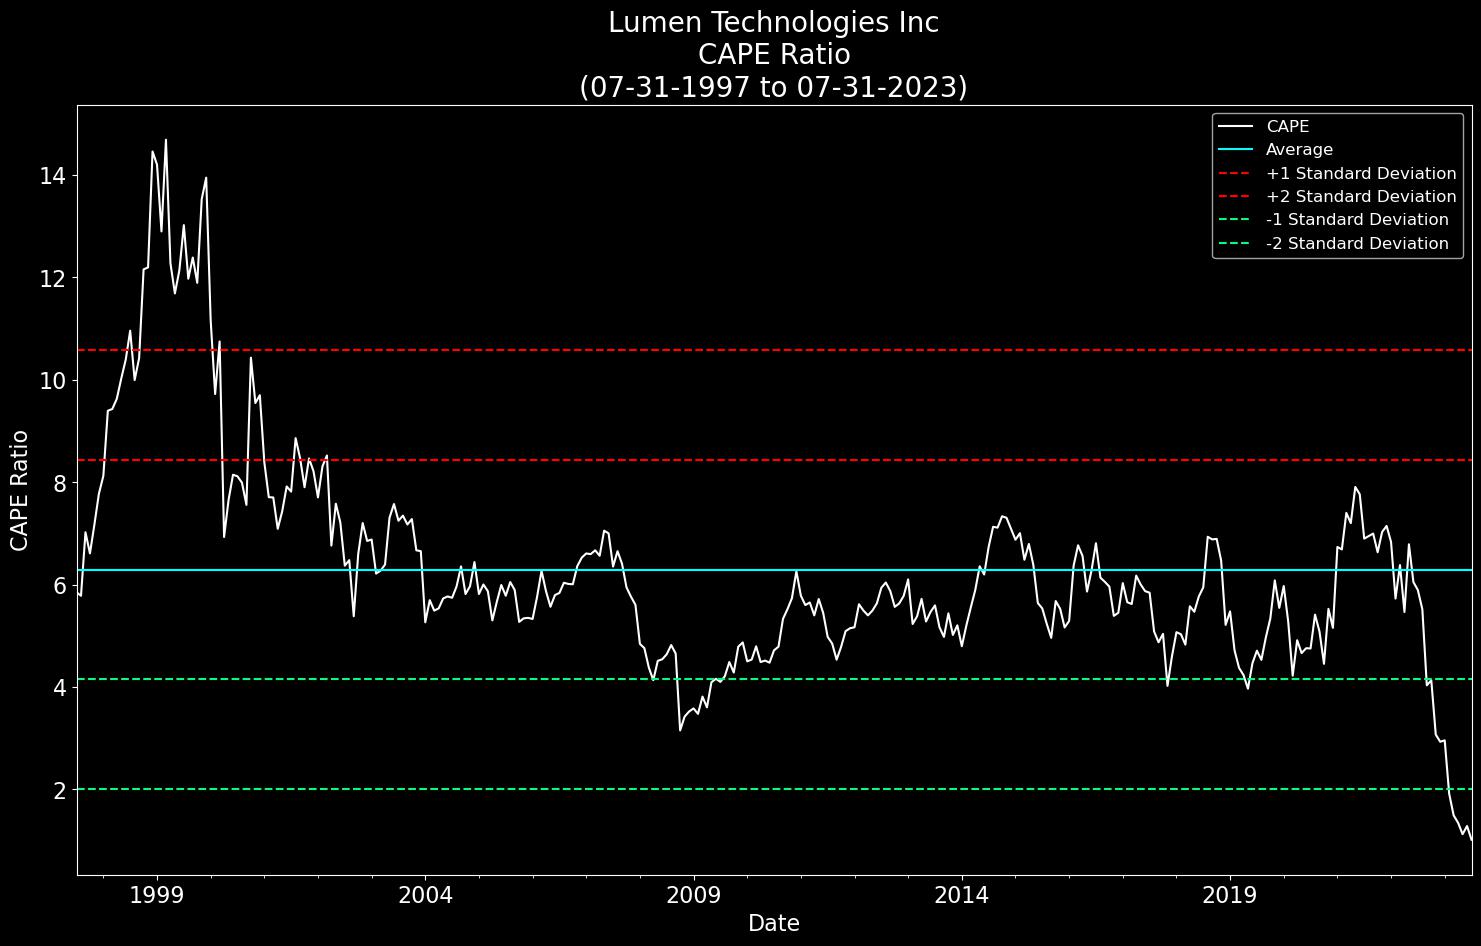 Lumen Technologies Inc
CAPE Ratio
(07-31-1997 to 07-31-2023)
CAPE
Average
+1 Standard Deviation
+2 Standard Deviation
-1 Standard Deviation
-2 Standard Deviation
14
12
10
8
6
4
2
CAPE Ratio
1999
2004
2009
2014
2019
Date